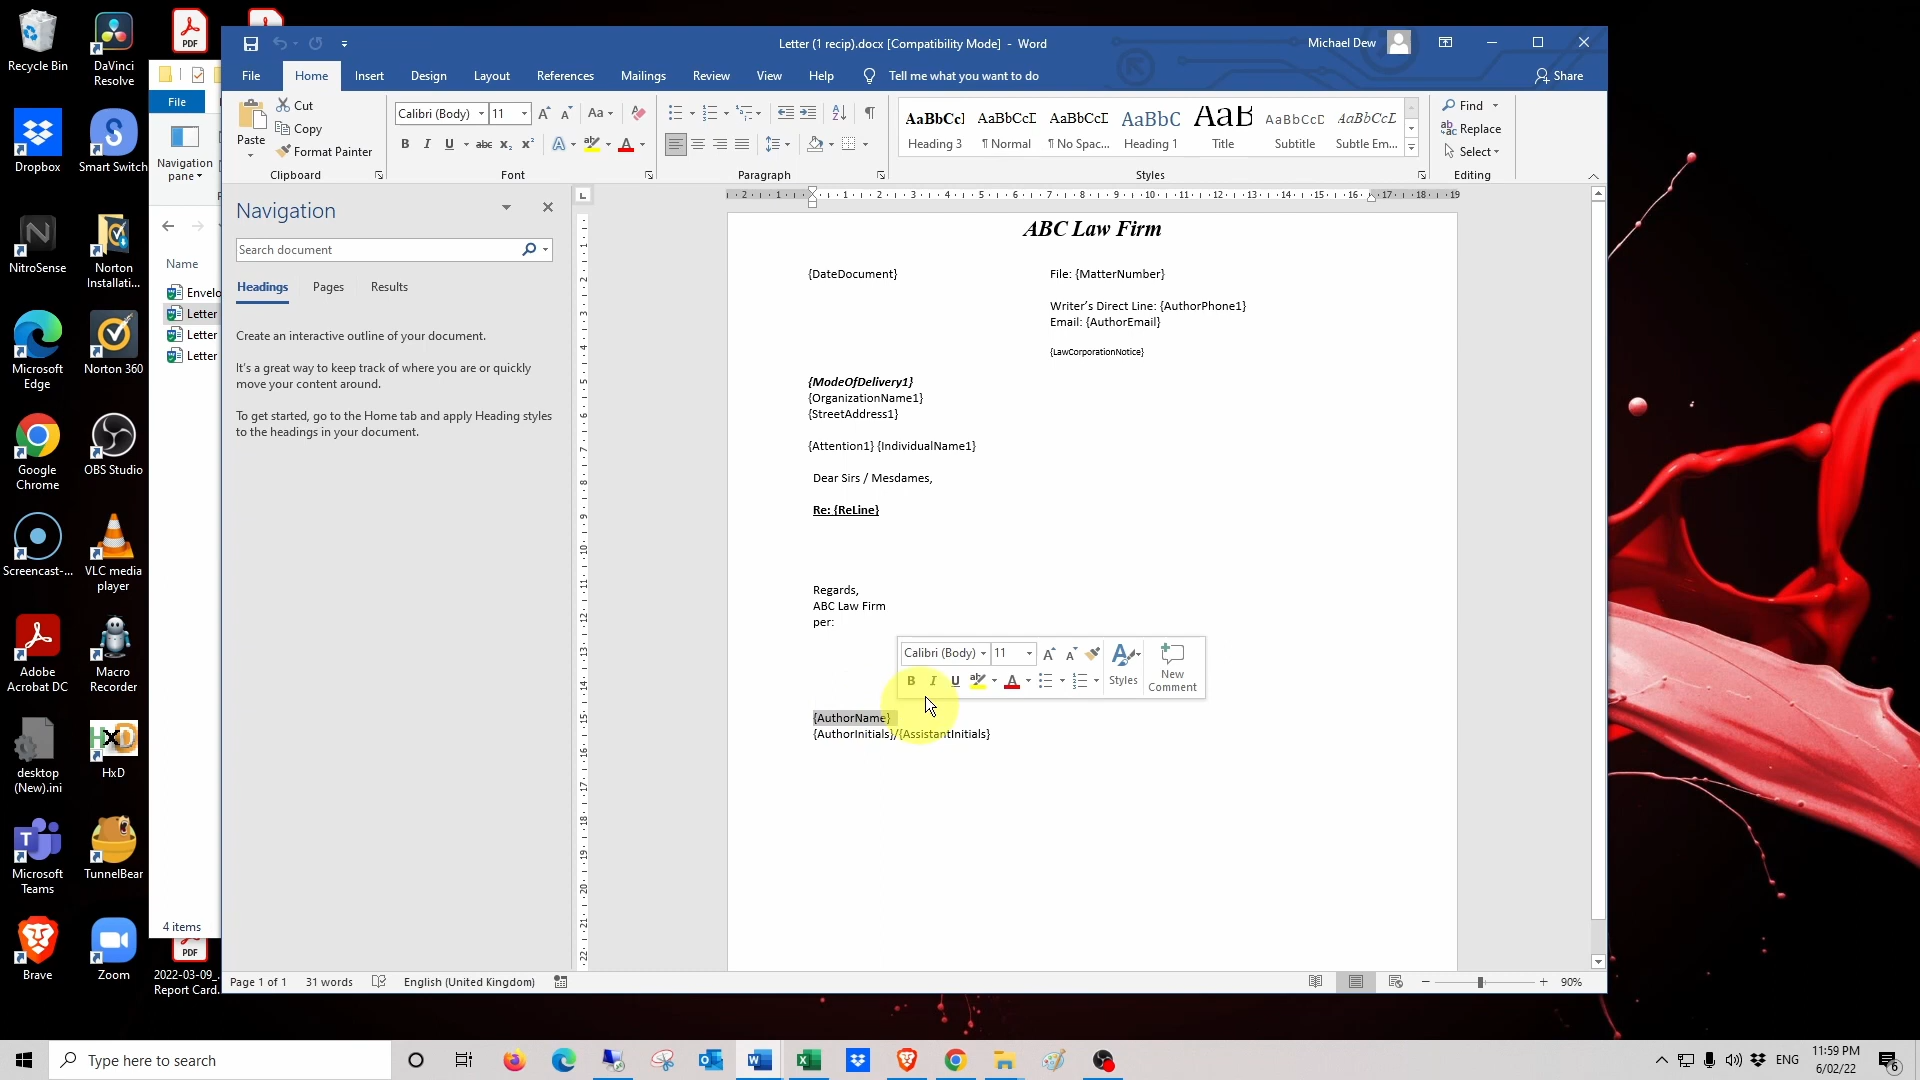 Recycle Bin
DaVinci Resolve
PDF
PDF
Dropbox
Smart Switch
NitroSense
Norton Installati...
Microsoft Edge
Norton 360
Google Chrome
OBS Studio
Screencast-...
VLC media player
Adobe Acrobat DC
Macro Recorder
desktop (New).ini
HxD
Microsoft Teams
TunnelBear
Brave
Zoom
PDF
2022-03-09_... Report Card...
File
Navigation pane
Name
Envelo
Letter
Letter
Letter
4 items
Letter (1 recip).docx [Compatibility Mode] - Word
Michael Dew
File Home Insert Design Layout References Mailings Review View Help Tell me what you want to do
Share
Paste
Cut
Copy
Format Painter
Clipboard
Calibri (Body) 11
Font
Paragraph
AaBbCcI AaBbCcI AaBbCcI AaBbC AaB AaBbCcD AaBbCcL
Heading 3 ¶ Normal ¶ No Spac... Heading 1 Title Subtitle Subtle Em...
Styles
Find
Replace
Select
Editing
Navigation
Search document
Headings Pages Results
Create an interactive outline of your document.
It's a great way to keep track of where you are or quickly
move your content around.
To get started, go to the Home tab and apply Heading styles
to the headings in your document.
ABC Law Firm
{DateDocument} File: {MatterNumber}
Writer's Direct Line: {AuthorPhone1}
Email: {AuthorEmail}
{LawCorporationNotice}
{ModeOfDelivery1}
{OrganizationName1}
{StreetAddress1}
{Attention1} {IndividualName1}
Dear Sirs / Mesdames,
Re: {ReLine}
Regards,
ABC Law Firm
per:
Calibri (Body) 11
Styles
New Comment
{AuthorName}
{AuthorInitials}/{AssistantInitials}
Page 1 of 1 31 words English (United Kingdom) 90%
Type here to search
ENG
11:59 PM
6/02/22
6